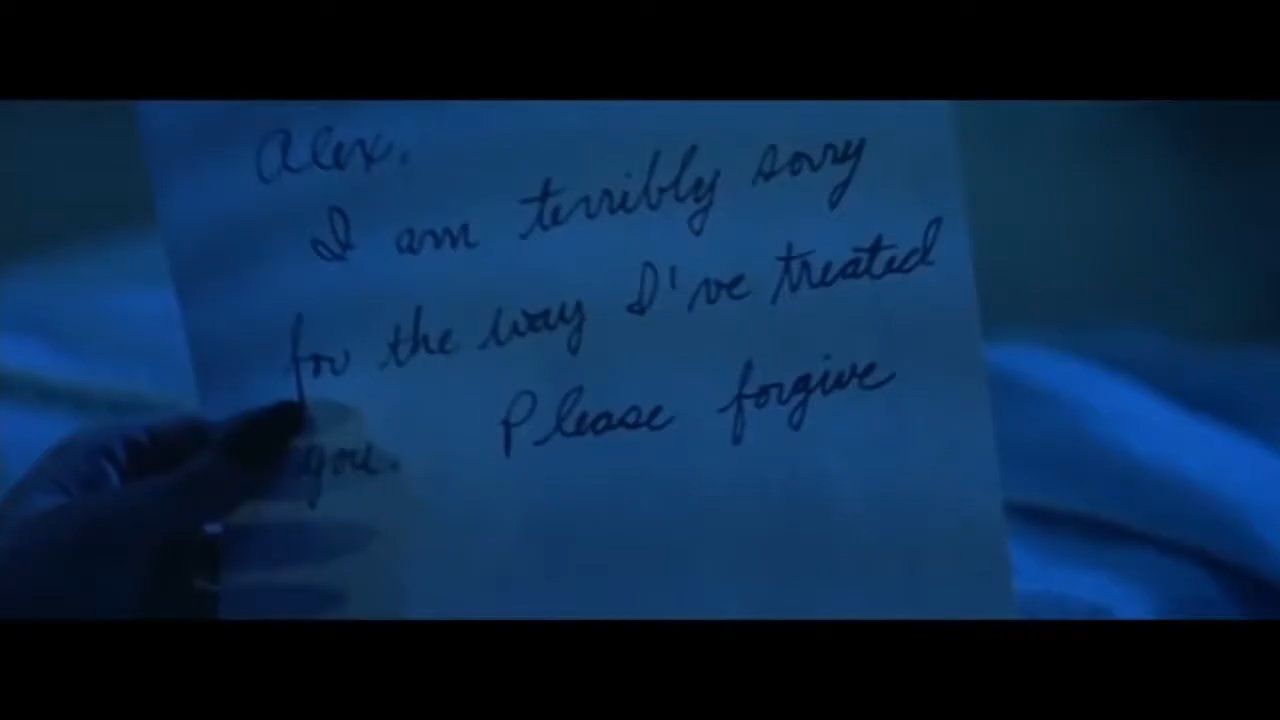 Alex,
I am terribly sorry
for the way I've treated
you. Please forgive